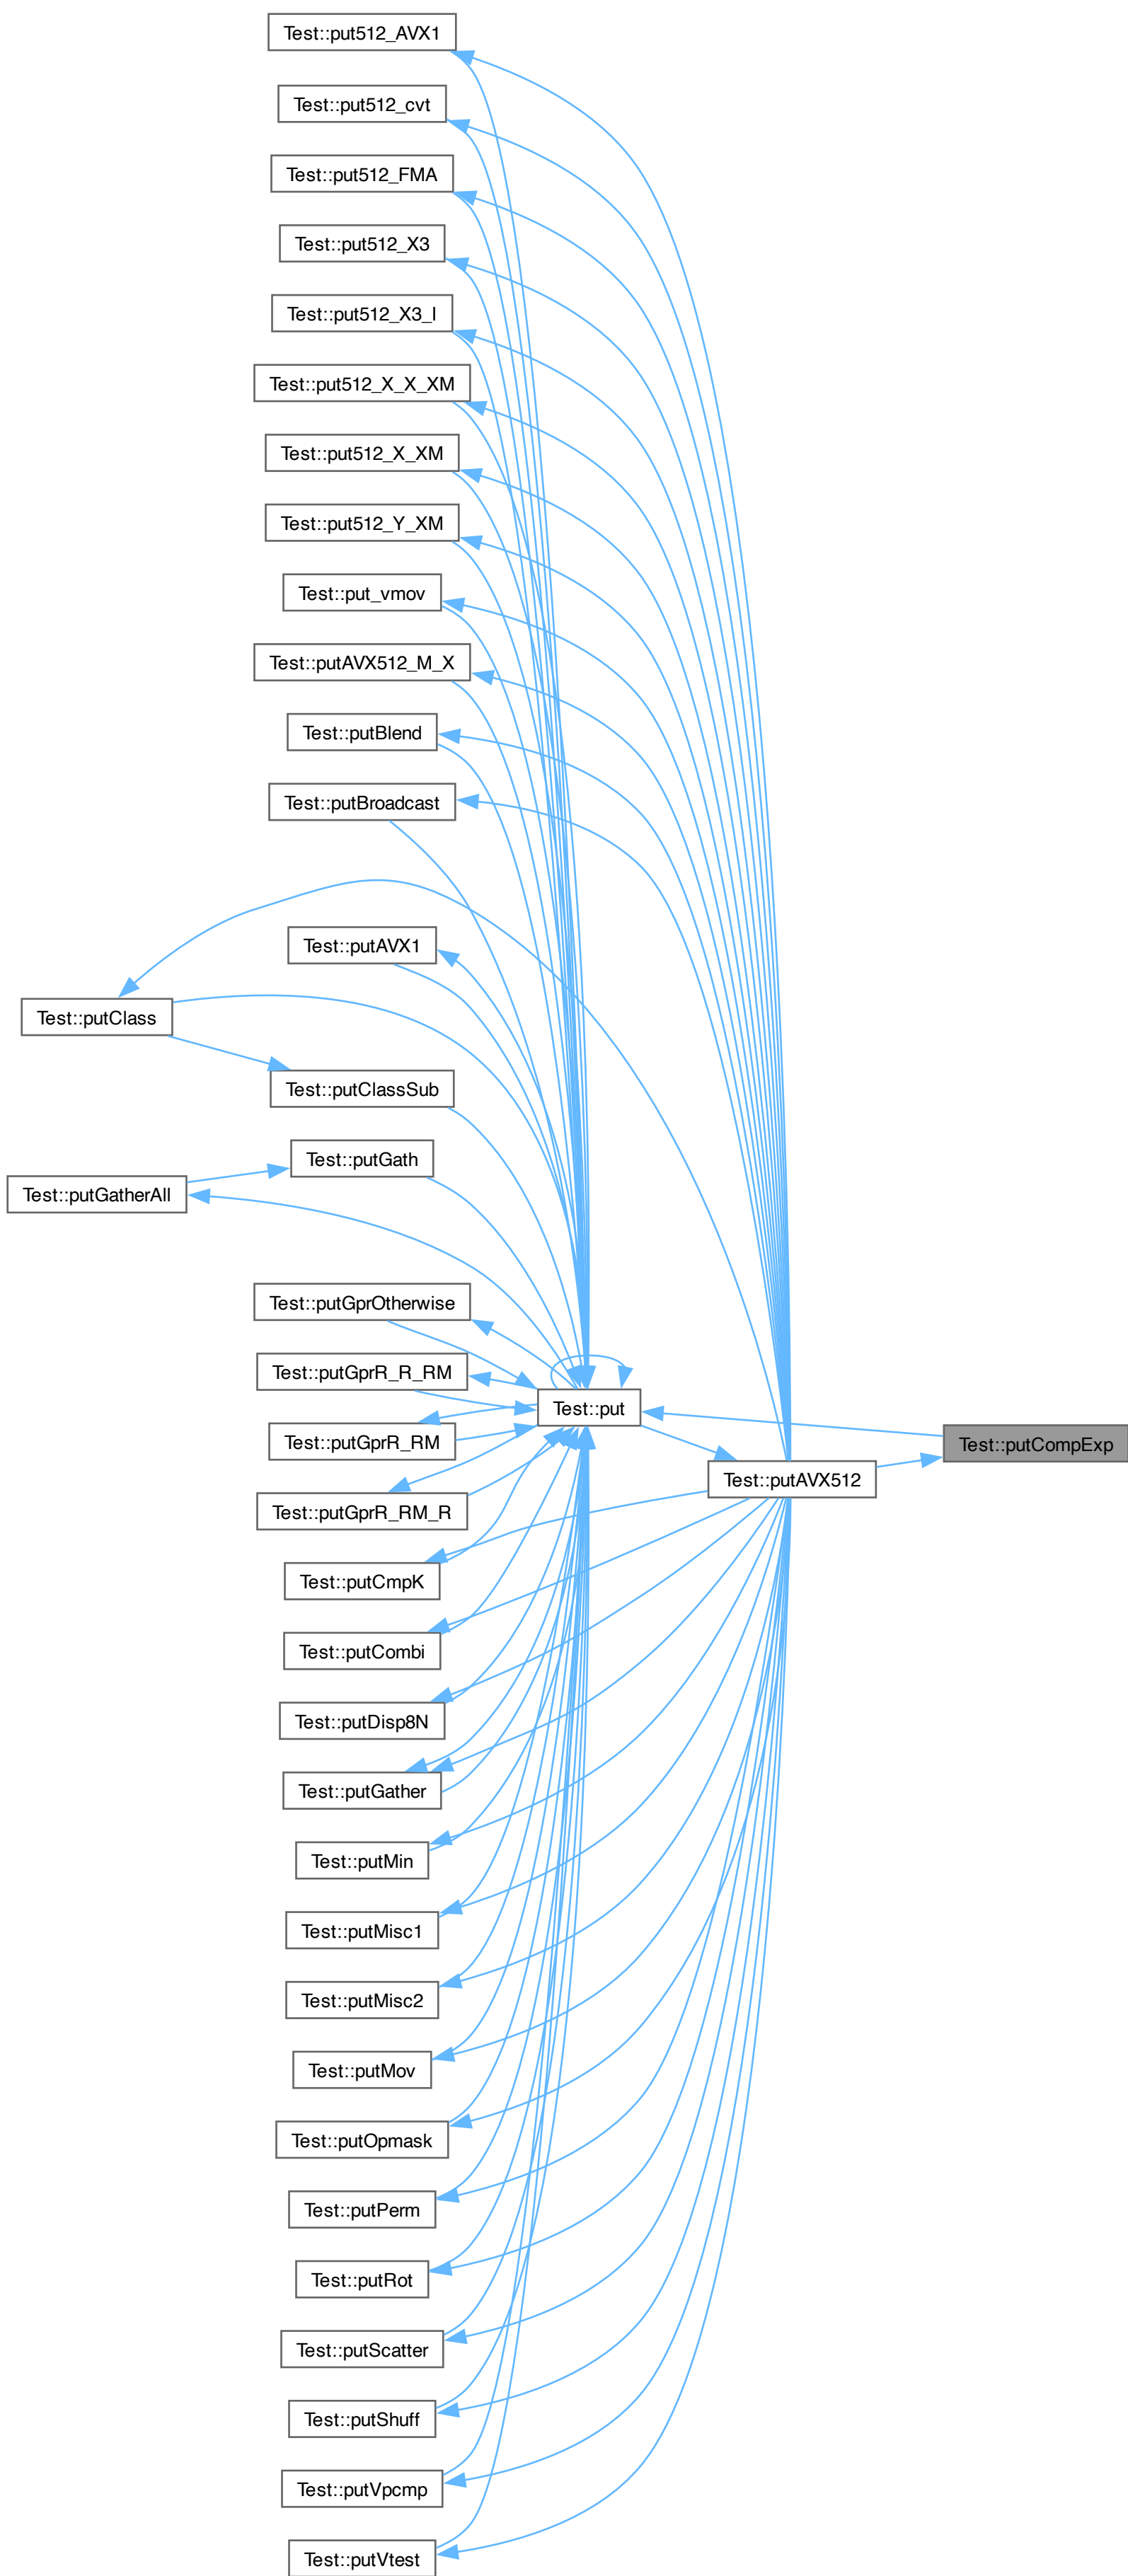 Test::put512_AVX1
Test::put512_cvt
Test::put512_FMA
Test::put512_X3
Test::put512_X3_I
Test::put512_X_X_XM
Test::put512_X_XM
Test::put512_Y_XM
Test::put_vmov
Test::putAVX512_M_X
Test::putBlend
Test::putBroadcast
Test::putAVX1
Test::putClass
Test::putClassSub
Test::putGath
Test::putGatherAll
Test::putGprOtherwise
Test::putGprR_R_RM
Test::put
Test::putGprR_RM
Test::putCompExp
Test::putAVX512
Test::putGprR_RM_R
Test::putCmpK
Test::putCombi
Test::putDisp8N
Test::putGather
Test::putMin
Test::putMisc1
Test::putMisc2
Test::putMov
Test::putOpmask
Test::putPerm
Test::putRot
Test::putScatter
Test::putShuff
Test::putVpcmp
Test::putVtest